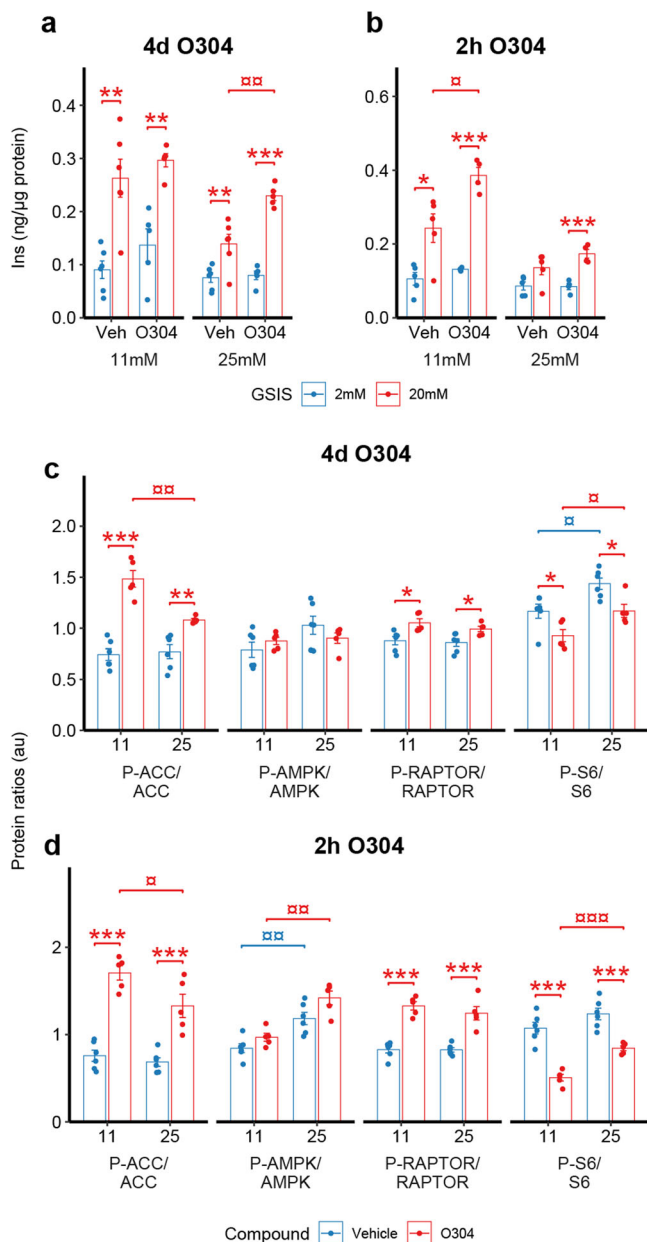 a
4d O304
b
2h O304
Ins (ng/µg protein)
0.4
0.3
0.2
0.1
0.0
** ** ¤¤ ** ***
Veh O304 Veh O304
11mM 25mM
0.6
0.4
0.2
0.0
¤ * *** ***
Veh O304 Veh O304
11mM 25mM
GSIS 2mM 20mM
c
4d O304
Protein ratios (au)
2.0
1.5
1.0
0.5
0.0
¤¤ *** ** * * ¤ ¤ * *
11 25 11 25 11 25 11 25
P-ACC/ P-AMPK/ P-RAPTOR/ P-S6/
ACC AMPK RAPTOR S6
d
2h O304
2
1
0
¤ *** *** ¤¤ ¤¤ *** *** ¤¤¤ *** ***
11 25 11 25 11 25 11 25
P-ACC/ P-AMPK/ P-RAPTOR/ P-S6/
ACC AMPK RAPTOR S6
Compound Vehicle O304